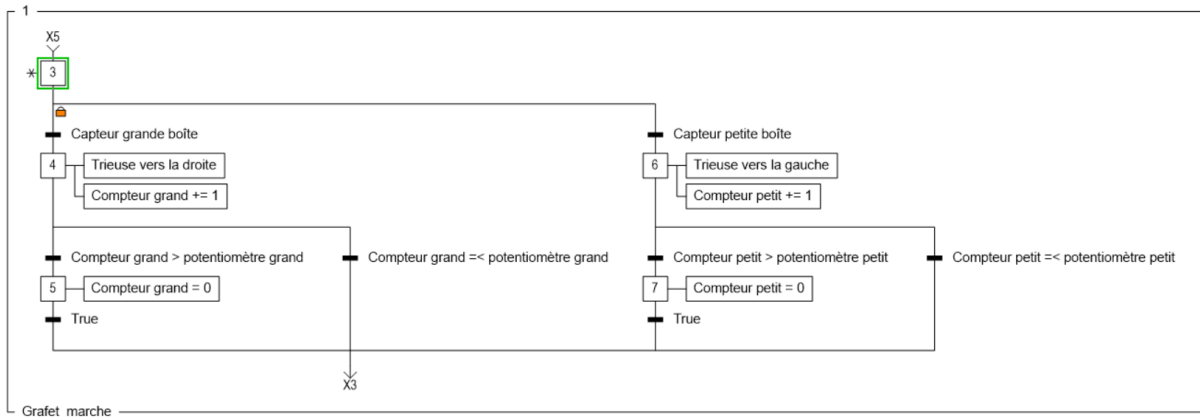 1
X5
3
Capteur grande boîte
Capteur petite boîte
4
Trieuse vers la droite
6
Trieuse vers la gauche
Compteur grand += 1
Compteur petit += 1
Compteur grand > potentiomètre grand
Compteur grand =< potentiomètre grand
Compteur petit > potentiomètre petit
Compteur petit =< potentiomètre petit
5
Compteur grand = 0
7
Compteur petit = 0
True
True
X3
Grafet marche